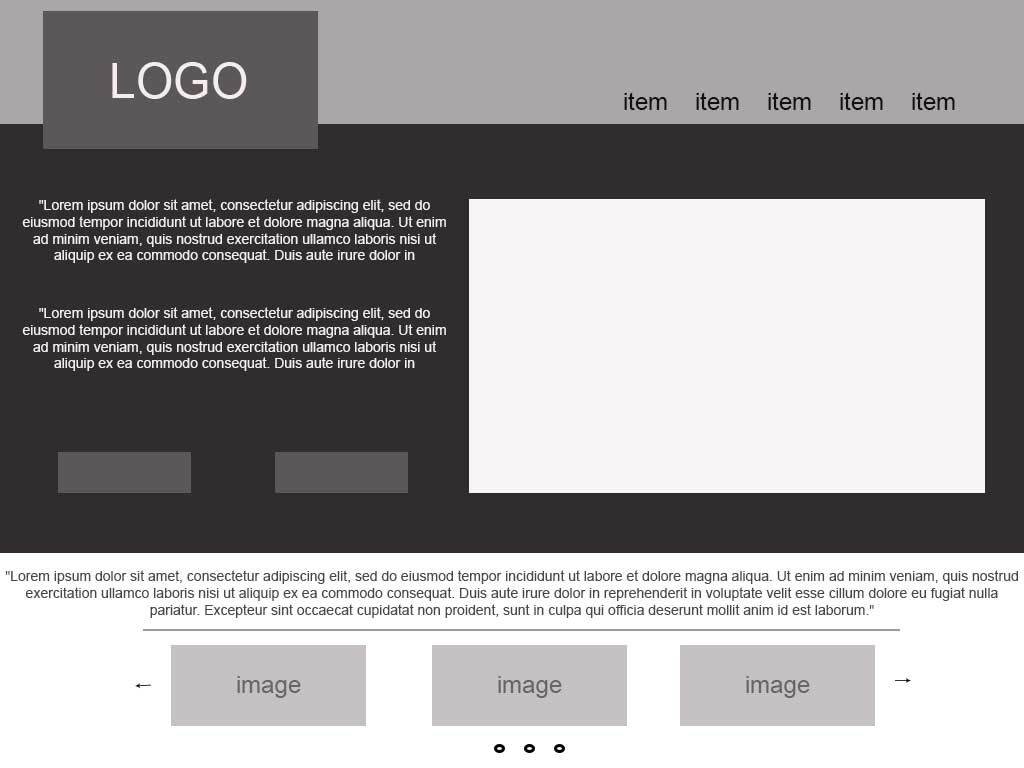 LOGO
item item item item item
"Lorem ipsum dolor sit amet, consectetur adipiscing elit, sed do
eiusmod tempor incididunt ut labore et dolore magna aliqua. Ut enim
ad minim veniam, quis nostrud exercitation ullamco laboris nisi ut
aliquip ex ea commodo consequat. Duis aute irure dolor in
"Lorem ipsum dolor sit amet, consectetur adipiscing elit, sed do
eiusmod tempor incididunt ut labore et dolore magna aliqua. Ut enim
ad minim veniam, quis nostrud exercitation ullamco laboris nisi ut
aliquip ex ea commodo consequat. Duis aute irure dolor in
"Lorem ipsum dolor sit amet, consectetur adipiscing elit, sed do eiusmod tempor incididunt ut labore et dolore magna aliqua. Ut enim ad minim veniam, quis nostrud
exercitation ullamco laboris nisi ut aliquip ex ea commodo consequat. Duis aute irure dolor in reprehenderit in voluptate velit esse cillum dolore eu fugiat nulla
pariatur. Excepteur sint occaecat cupidatat non proident, sunt in culpa qui officia deserunt mollit anim id est laborum."
image image image